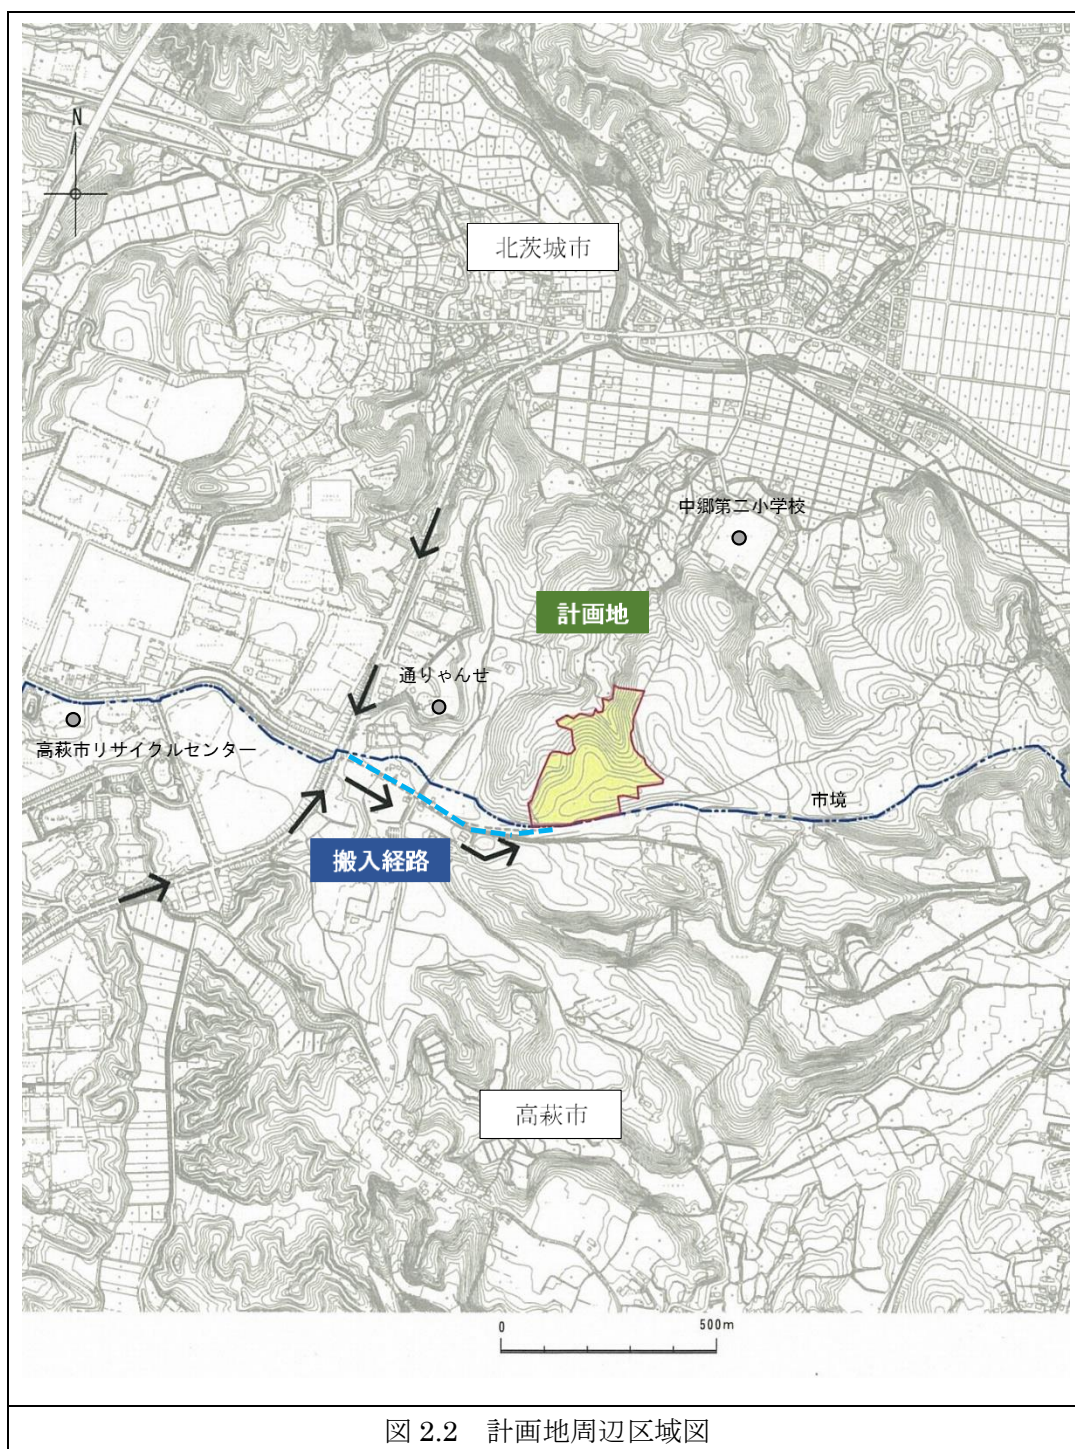 N
北茨城市
中郷第二小学校
計画地
通りゃんせ
高萩市リサイクルセンター
市境
搬入経路
高萩市
0 500m
図 2.2 計画地周辺区域図